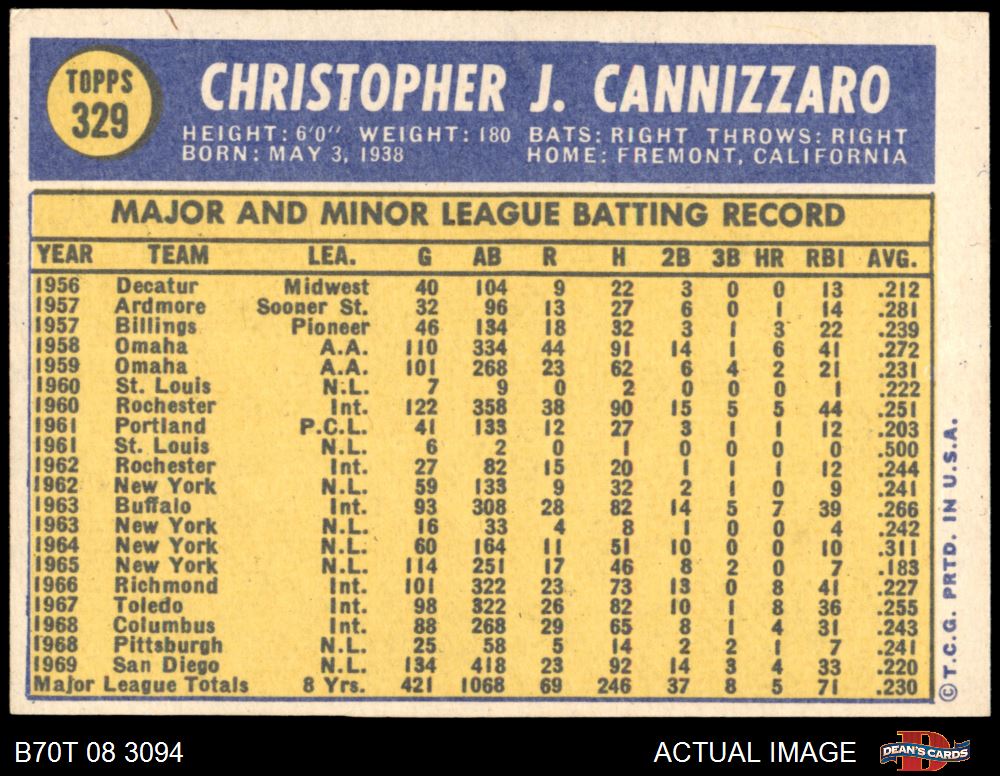 TOPPS
329
CHRISTOPHER J. CANNIZZARO
HEIGHT: 6'0" WEIGHT: 180 BATS: RIGHT THROWS: RIGHT
BORN: MAY 3, 1938 HOME: FREMONT, CALIFORNIA
MAJOR AND MINOR LEAGUE BATTING RECORD
YEAR TEAM LEA. G AB R H 2B 3B HR RBI AVG.
1956 Decatur Midwest 40 104 9 22 3 0 0 13 .212
1957 Ardmore Sooner St. 32 96 13 27 6 0 1 14 .281
1957 Billings Pioneer 46 134 18 32 3 1 3 22 .239
1958 Omaha A.A. 110 334 44 91 14 1 6 41 .272
1959 Omaha A.A. 101 268 23 62 6 4 2 21 .231
1960 St. Louis N.L. 7 9 0 2 0 0 0 1 .222
1960 Rochester Int. 122 358 38 90 15 5 5 44 .251
1961 Portland P.C.L. 41 133 12 27 3 1 1 12 .203
1961 St. Louis N.L. 6 2 0 1 0 0 0 0 .500
1962 Rochester Int. 27 82 15 20 1 1 1 12 .244
1962 New York N.L. 59 133 9 32 2 1 0 9 .241
1963 Buffalo Int. 93 308 28 82 14 5 7 39 .266
1963 New York N.L. 16 33 4 8 1 0 0 4 .242
1964 New York N.L. 60 164 11 51 10 0 0 10 .311
1965 New York N.L. 114 251 17 46 8 2 0 7 .183
1966 Richmond Int. 101 322 23 73 13 0 8 41 .227
1967 Toledo Int. 98 322 26 82 10 1 8 36 .255
1968 Columbus Int. 88 268 29 65 8 1 4 31 .243
1968 Pittsburgh N.L. 25 58 5 14 2 2 1 7 .241
1969 San Diego N.L. 134 418 23 92 14 3 4 33 .220
Major League Totals 8 Yrs. 421 1068 69 246 37 8 5 71 .230
© T.C.G. PRTD. IN U.S.A.
B70T 08 3094 ACTUAL IMAGE
DEAN'S CARDS